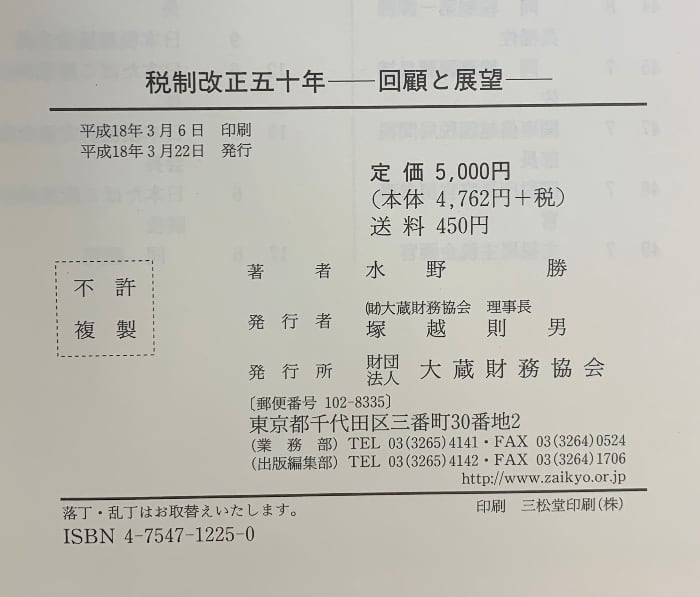 税制改正五十年——回顧と展望——
平成18年3月6日 印刷
平成18年3月22日 発行
定 価 5,000円
(本体 4,762円+税)
送 料 450円
不 許
複 製
著 者 水 野 勝
発 行 者 ㈶大蔵財務協会 理事長
塚 越 則 男
発 行 所 財団法人 大 蔵 財 務 協 会
〔郵便番号 102-8335〕
東京都千代田区三番町30番地2
(業 務 部) TEL 03(3265)4141・FAX 03(3264)0524
(出版編集部) TEL 03(3265)4142・FAX 03(3264)1706
http://www.zaikyo.or.jp
落丁・乱丁はお取替えいたします。 印刷 三松堂印刷(株)
ISBN 4-7547-1225-0